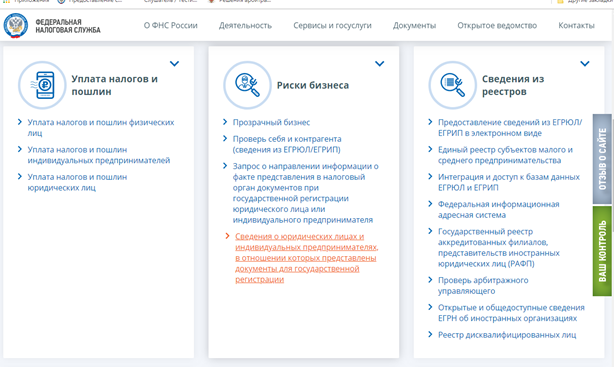 ФЕДЕРАЛЬНАЯ
НАЛОГОВАЯ СЛУЖБА
О ФНС России
Деятельность
Сервисы и госуслуги
Документы
Открытое ведомство
Контакты
Уплата налогов и
пошлин
Уплата налогов и пошлин физических
лиц
Уплата налогов и пошлин
индивидуальных предпринимателей
Уплата налогов и пошлин
юридических лиц
Риски бизнеса
Прозрачный бизнес
Проверь себя и контрагента
(сведения из ЕГРЮЛ/ЕГРИП)
Запрос о направлении информации о
факте представления в налоговый
орган документов при
государственной регистрации
юридического лица или
индивидуального предпринимателя
Сведения о юридических лицах и
индивидуальных предпринимателях,
в отношении которых представлены
документы для государственной
регистрации
Сведения из
реестров
Предоставление сведений из ЕГРЮЛ/
ЕГРИП в электронном виде
Единый реестр субъектов малого и
среднего предпринимательства
Интеграция и доступ к базам данных
ЕГРЮЛ и ЕГРИП
Федеральная информационная
адресная система
Государственный реестр
аккредитованных филиалов,
представительств иностранных
юридических лиц (РАФП)
Проверь арбитражного
управляющего
Открытые и общедоступные сведения
ЕГРН об иностранных организациях
Реестр дисквалифицированных лиц
ОТЗЫВ О САЙТЕ
ВАШ КОНТРОЛЬ